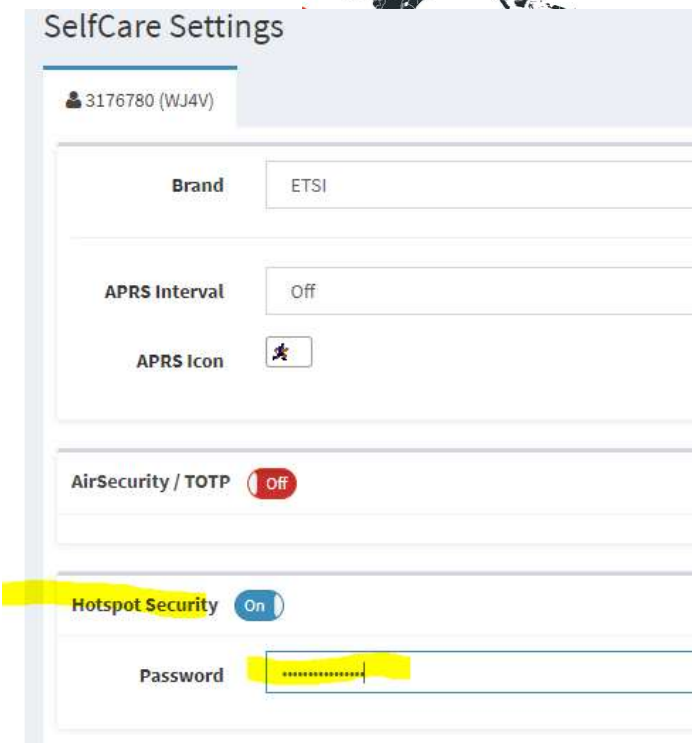 SelfCare Settings
3176780 (WJ4V)
Brand ETSI
APRS Interval Off
APRS Icon
AirSecurity / TOTP Off
Hotspot Security On
Password ················